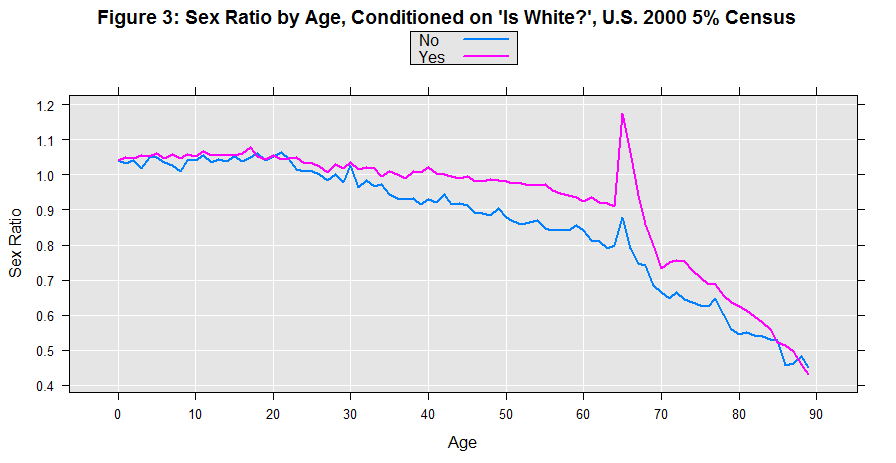 Figure 3: Sex Ratio by Age, Conditioned on 'Is White?', U.S. 2000 5% Census
No
Yes
1.2
1.1
1.0
0.9
0.8
0.7
0.6
0.5
0.4
Sex Ratio
0 10 20 30 40 50 60 70 80 90
Age